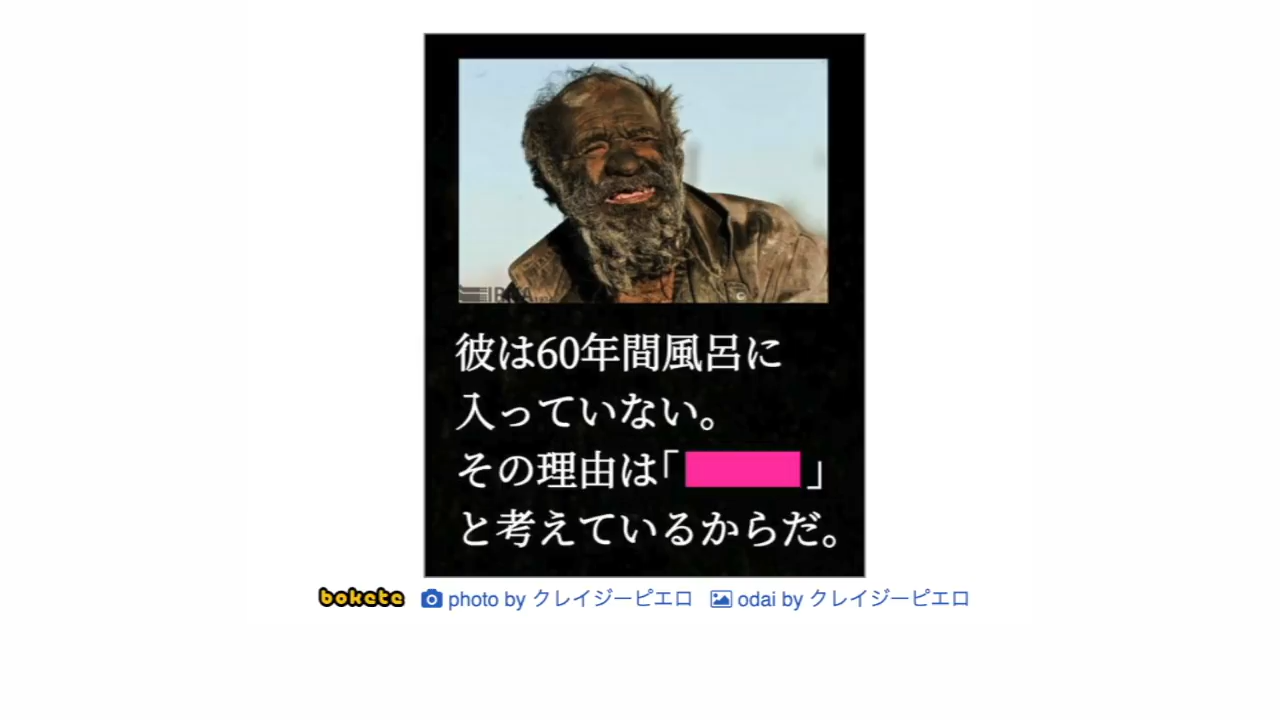 彼は60年間風呂に
入っていない。
その理由は「 」
と考えているからだ。
bokete photo by クレイジーピエロ odai by クレイジーピエロ